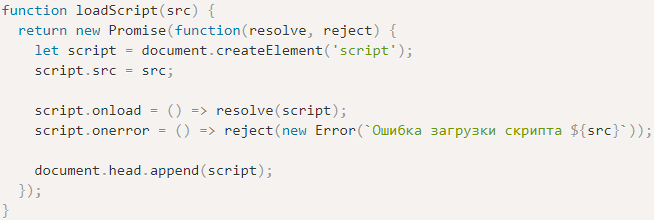 function loadScript(src) {
  return new Promise(function(resolve, reject) {
    let script = document.createElement('script');
    script.src = src;

    script.onload = () => resolve(script);
    script.onerror = () => reject(new Error(`Ошибка загрузки скрипта ${src}`));

    document.head.append(script);
  });
}